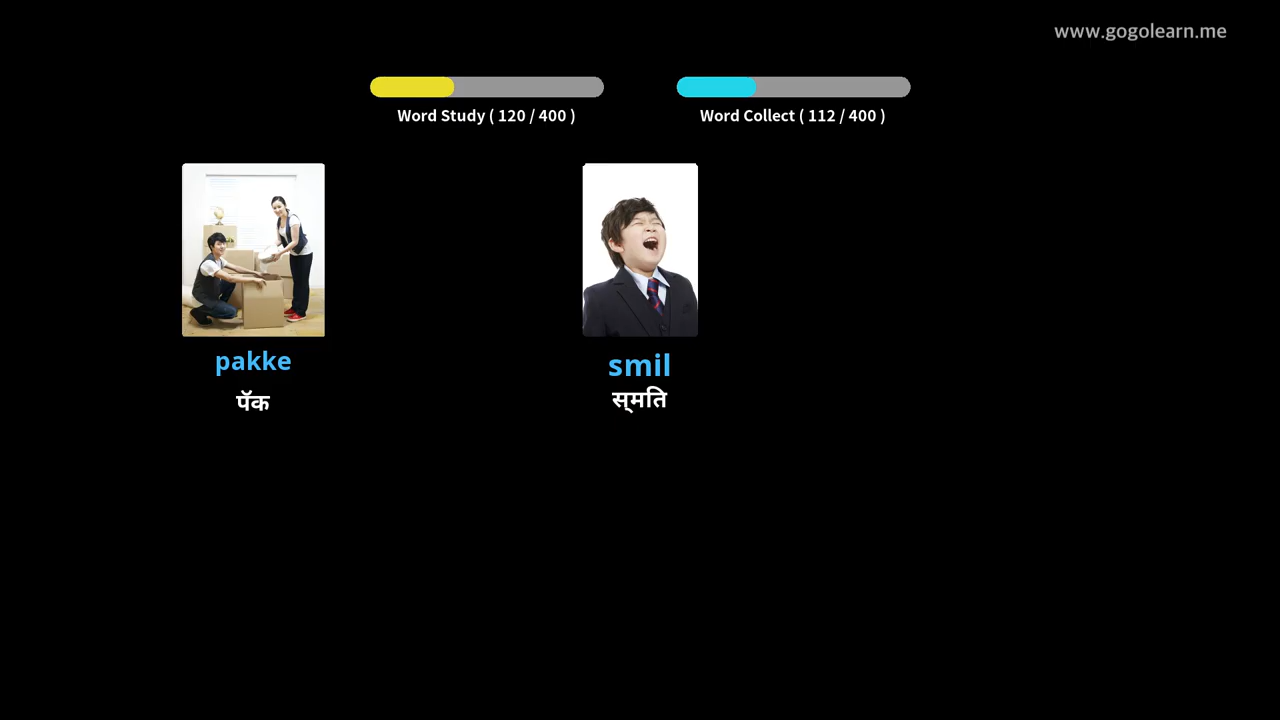 www.gogolearn.me
Word Study ( 120 / 400 )
Word Collect ( 112 / 400 )
pakke
smil
पॅक
स्मति